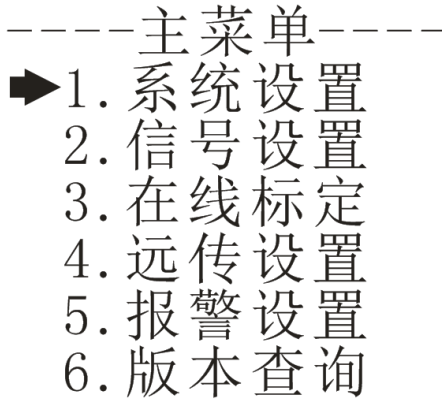 ----主菜单----
➡1.系统设置
2.信号设置
3.在线标定
4.远传设置
5.报警设置
6.版本查询